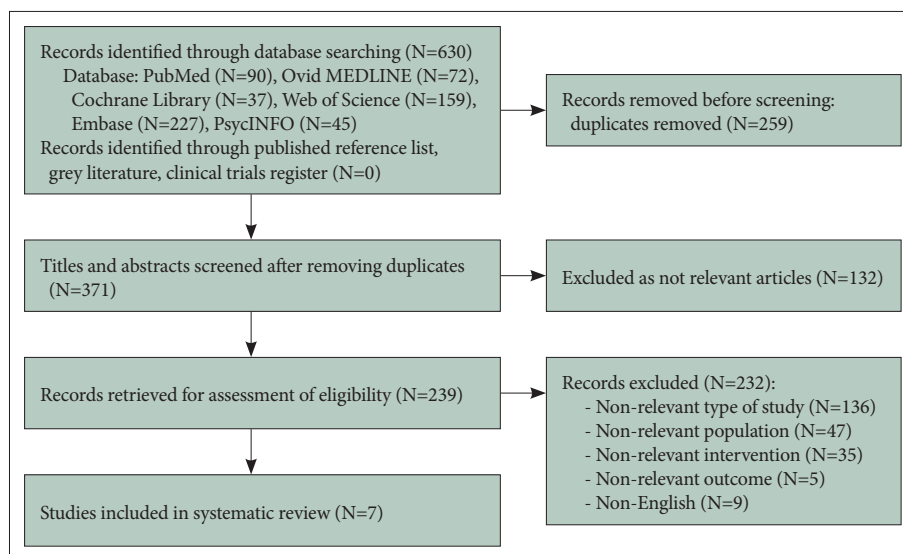 Records identified through database searching (N=630)
Database: PubMed (N=90), Ovid MEDLINE (N=72),
Cochrane Library (N=37), Web of Science (N=159),
Embase (N=227), PsycINFO (N=45)
Records identified through published reference list,
grey literature, clinical trials register (N=0)
Records removed before screening:
duplicates removed (N=259)
Titles and abstracts screened after removing duplicates
(N=371)
Excluded as not relevant articles (N=132)
Records retrieved for assessment of eligibility (N=239)
Records excluded (N=232):
- Non-relevant type of study (N=136)
- Non-relevant population (N=47)
- Non-relevant intervention (N=35)
- Non-relevant outcome (N=5)
- Non-English (N=9)
Studies included in systematic review (N=7)